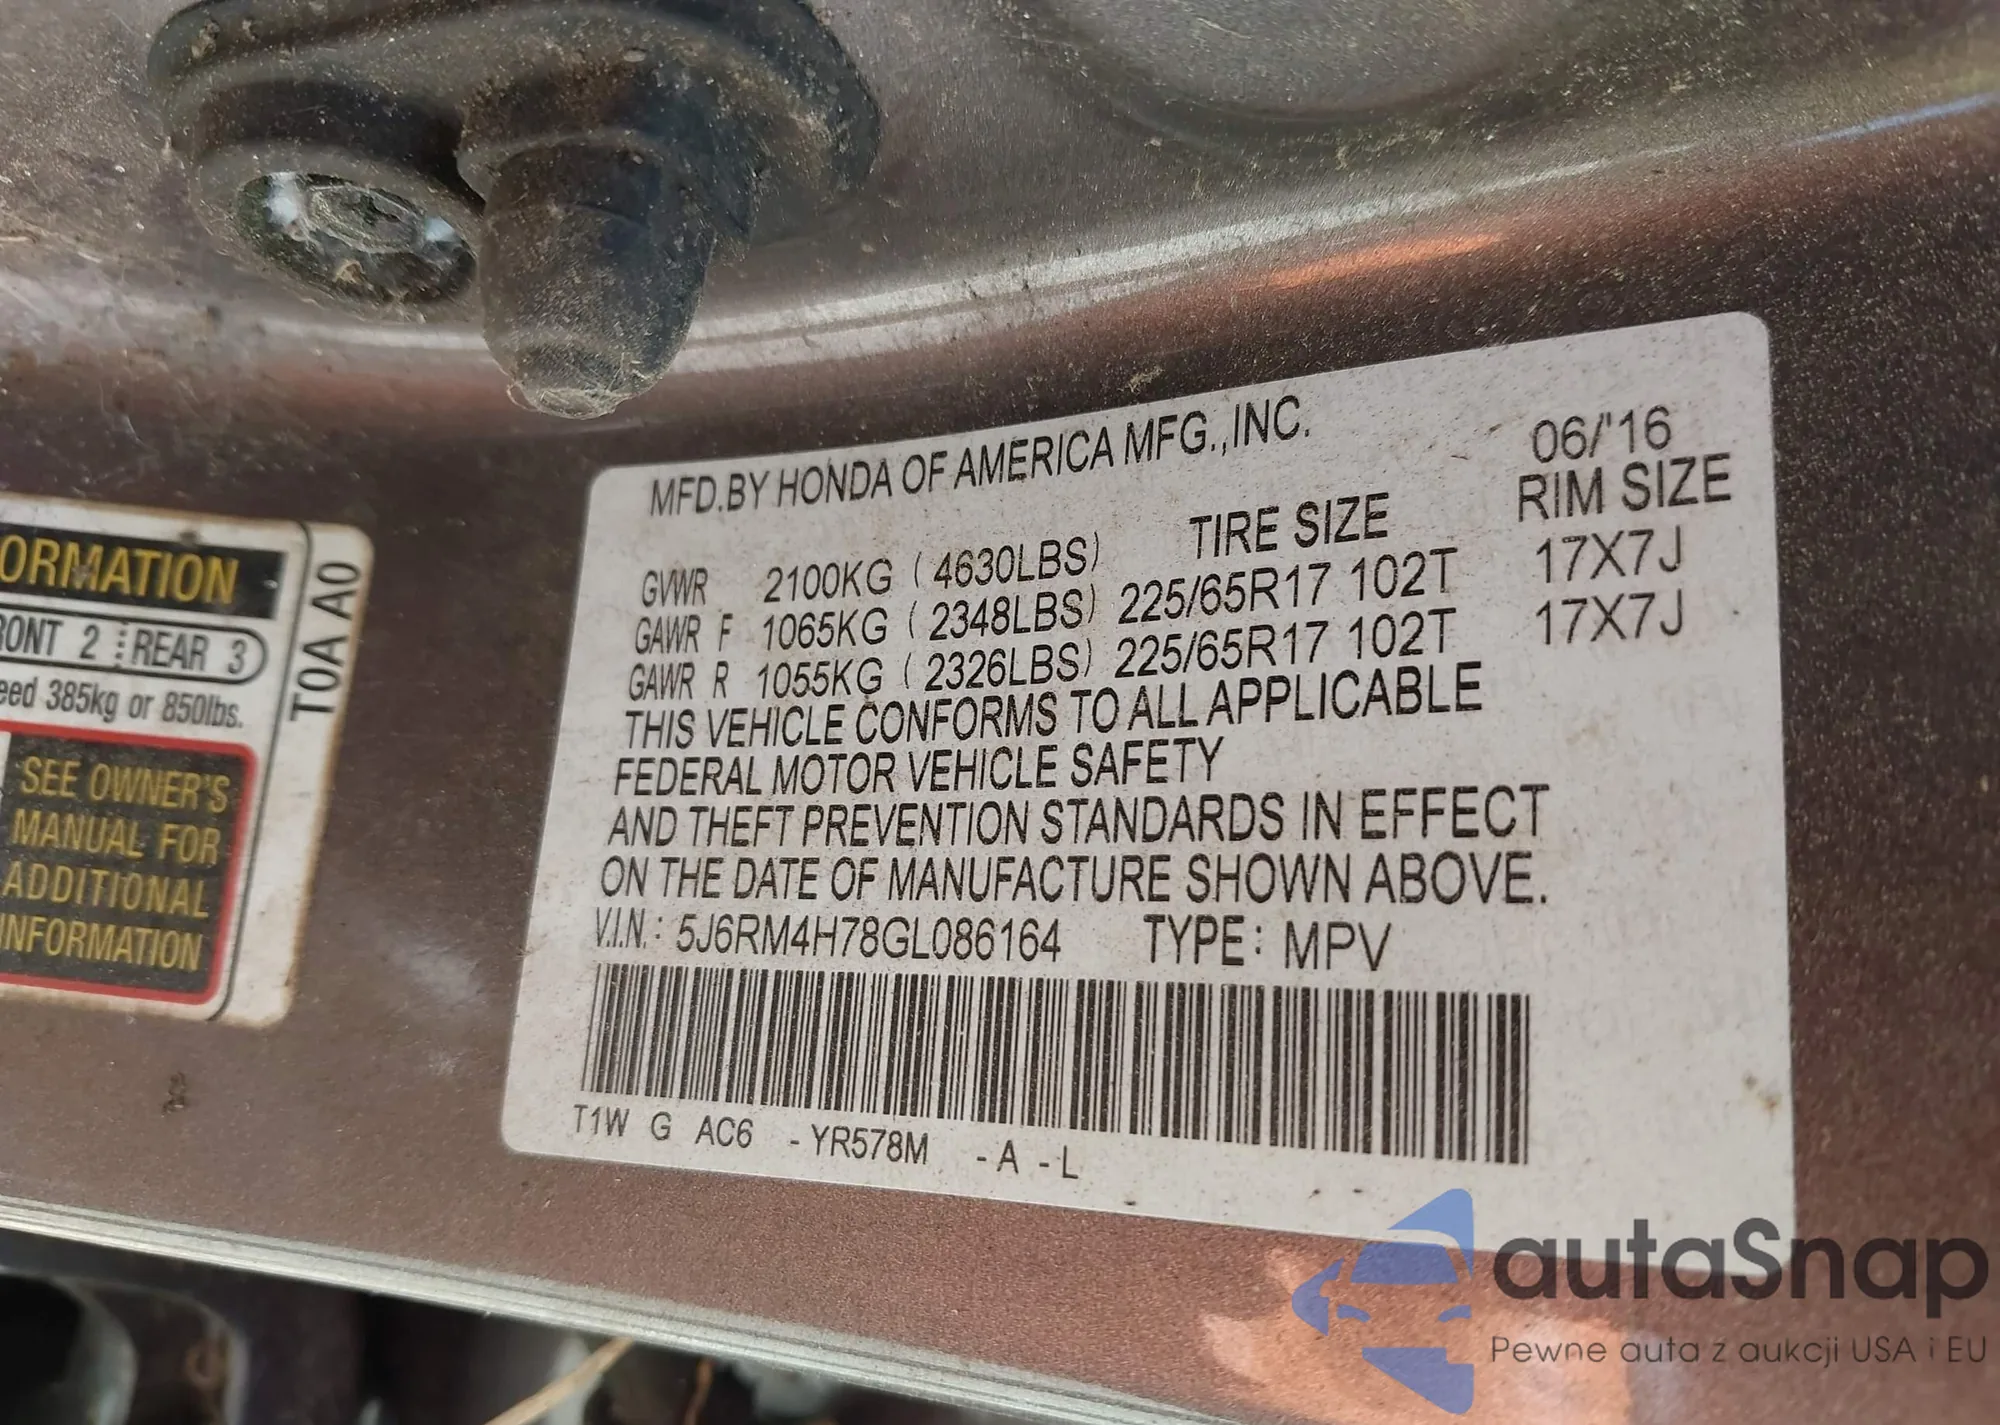 ORMATION
RONT 2 REAR 3
eed 385kg or 850lbs.
SEE OWNER'S
MANUAL FOR
ADDITIONAL
INFORMATION
T0A A0
MFD.BY HONDA OF AMERICA MFG.,INC. 06/'16
TIRE SIZE RIM SIZE
GVWR 2100KG (4630LBS)
GAWR F 1065KG (2348LBS) 225/65R17 102T 17X7J
GAWR R 1055KG (2326LBS) 225/65R17 102T 17X7J
THIS VEHICLE CONFORMS TO ALL APPLICABLE
FEDERAL MOTOR VEHICLE SAFETY
AND THEFT PREVENTION STANDARDS IN EFFECT
ON THE DATE OF MANUFACTURE SHOWN ABOVE.
V.I.N.: 5J6RM4H78GL086164 TYPE: MPV
T1W G AC6 -YR578M -A -L
autaSnap
Pewne auta z aukcji USA i EU